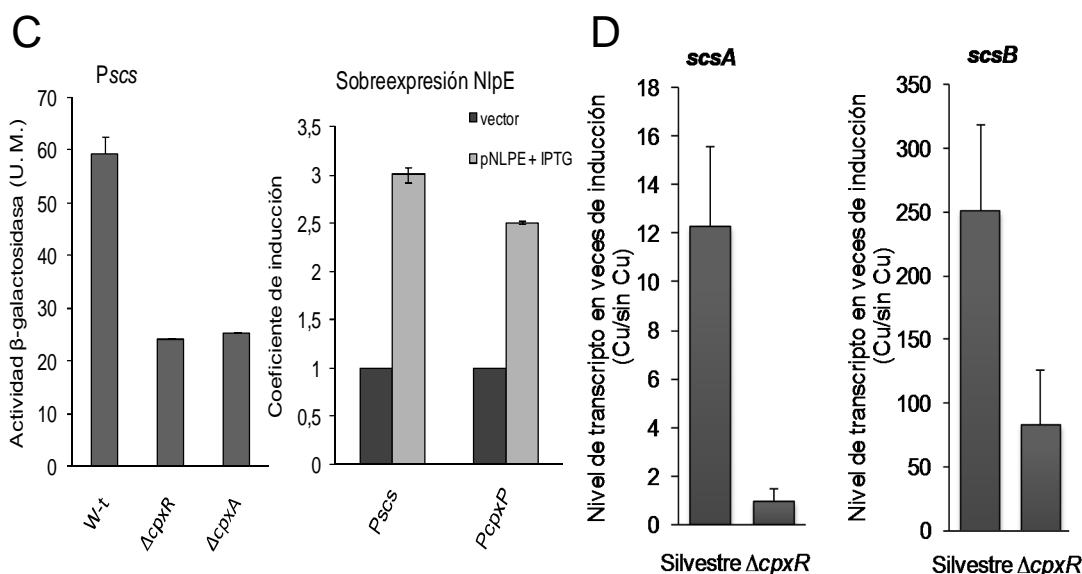 C
Pscs
Actividad β-galactosidasa (U. M.)
70
60
50
40
30
20
10
0
W-t
ΔcpxR
ΔcpxA
Sobreexpresión NlpE
Coeficiente de inducción
3,5
3
2,5
2
1,5
1
0,5
0
vector
pNLPE + IPTG
Pscs
PcpxP
D
scsA
Nivel de transcripto en veces de inducción
(Cu/sin Cu)
18
16
14
12
10
8
6
4
2
0
Silvestre ΔcpxR
scsB
Nivel de transcripto en veces de inducción
(Cu/sin Cu)
350
300
250
200
150
100
50
0
Silvestre ΔcpxR